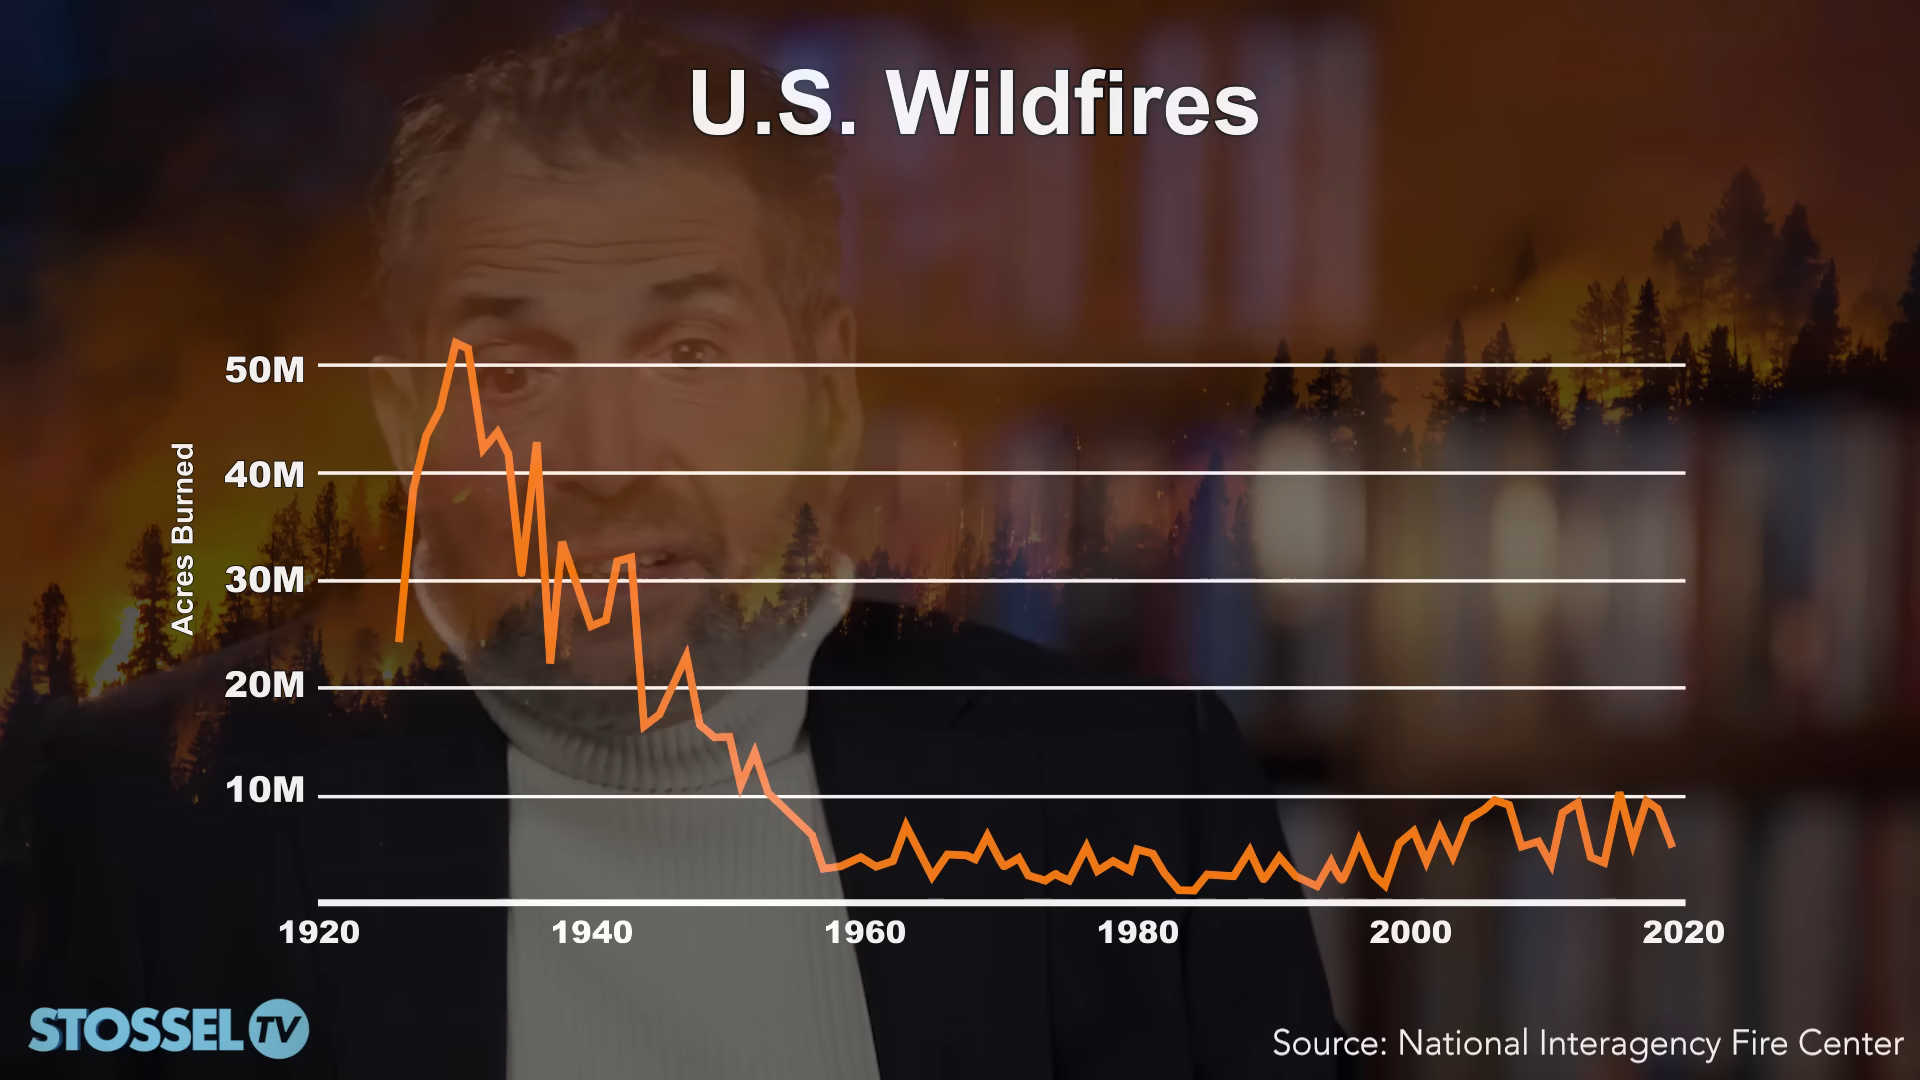 U.S. Wildfires
50M
40M
30M
20M
10M
Acres Burned
1920 1940 1960 1980 2000 2020
STOSSEL TV
Source: National Interagency Fire Center